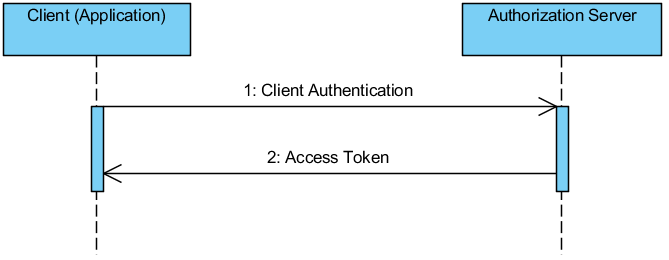 Client (Application)
Authorization Server
1: Client Authentication
2: Access Token